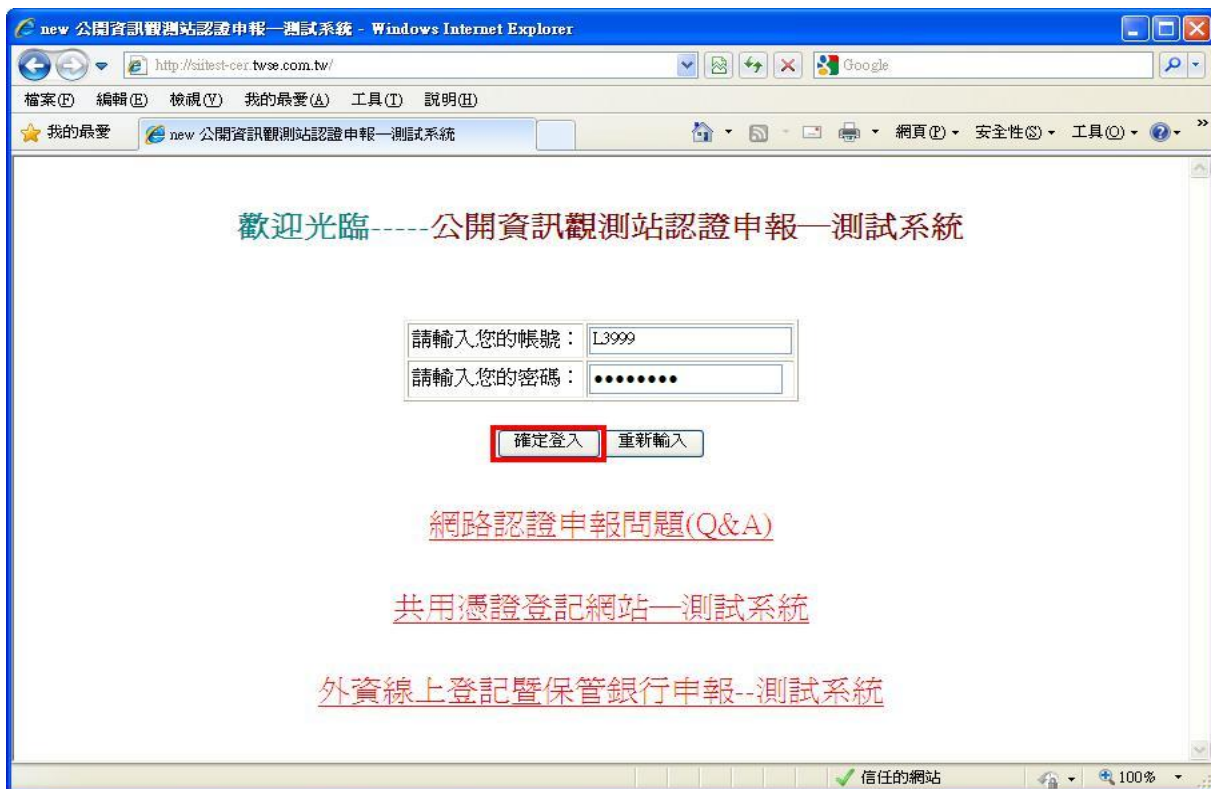 new 公開資訊觀測站認證申報—測試系統 - Windows Internet Explorer
http://siitest-cer.twse.com.tw/
Google
檔案(F) 編輯(E) 檢視(V) 我的最愛(A) 工具(T) 說明(H)
我的最愛 new 公開資訊觀測站認證申報—測試系統 網頁(P) 安全性(S) 工具(O) »
歡迎光臨-----公開資訊觀測站認證申報—測試系統
請輸入您的帳號： L3999
請輸入您的密碼： ••••••••
確定登入 重新輸入
網路認證申報問題(Q&A)
共用憑證登記網站—測試系統
外資線上登記暨保管銀行申報--測試系統
信任的網站 100%